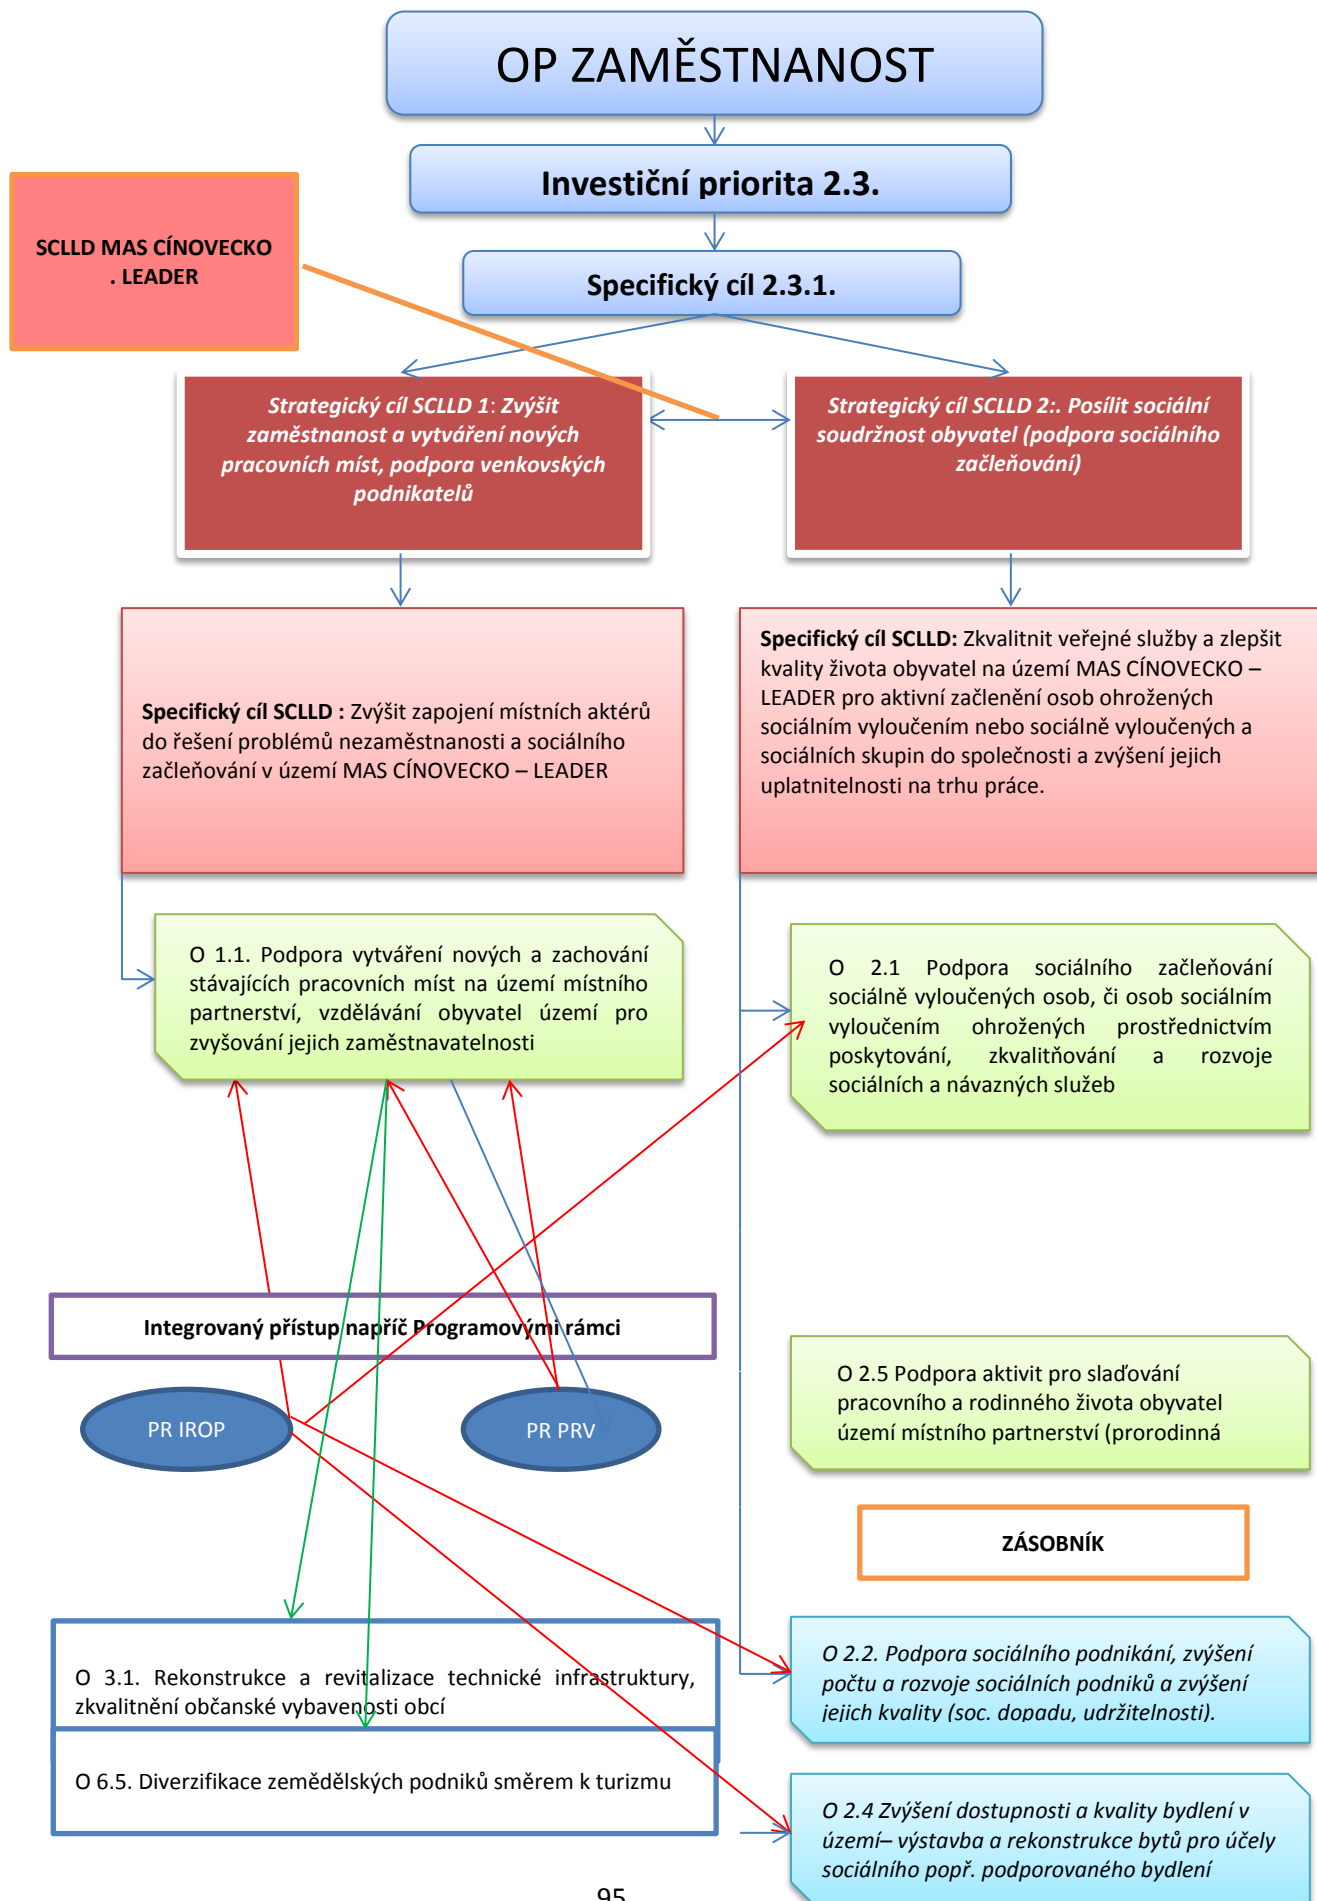 OP ZAMĚSTNANOST
Investiční priorita 2.3.
SCLLD MAS CÍNOVECKO
. LEADER
Specifický cíl 2.3.1.
Strategický cíl SCLLD 1: Zvýšit
zaměstnanost a vytváření nových
pracovních míst, podpora venkovských
podnikatelů
Strategický cíl SCLLD 2:. Posílit sociální
soudržnost obyvatel (podpora sociálního
začleňování)
Specifický cíl SCLLD : Zvýšit zapojení místních aktérů
do řešení problémů nezaměstnanosti a sociálního
začleňování v území MAS CÍNOVECKO – LEADER
Specifický cíl SCLLD: Zkvalitnit veřejné služby a zlepšit
kvality života obyvatel na území MAS CÍNOVECKO –
LEADER pro aktivní začlenění osob ohrožených
sociálním vyloučením nebo sociálně vyloučených a
sociálních skupin do společnosti a zvýšení jejich
uplatnitelnosti na trhu práce.
O 1.1. Podpora vytváření nových a zachování
stávajících pracovních míst na území místního
partnerství, vzdělávání obyvatel území pro
zvyšování jejich zaměstnavatelnosti
O 2.1 Podpora sociálního začleňování
sociálně vyloučených osob, či osob sociálním
vyloučením ohrožených prostřednictvím
poskytování, zkvalitňování a rozvoje
sociálních a návazných služeb
Integrovaný přístup napříč Programovými rámci
O 2.5 Podpora aktivit pro slaďování
pracovního a rodinného života obyvatel
území místního partnerství (prorodinná
PR IROP
PR PRV
ZÁSOBNÍK
O 3.1. Rekonstrukce a revitalizace technické infrastruktury,
zkvalitnění občanské vybavenosti obcí
O 6.5. Diverzifikace zemědělských podniků směrem k turizmu
O 2.2. Podpora sociálního podnikání, zvýšení
počtu a rozvoje sociálních podniků a zvýšení
jejich kvality (soc. dopadu, udržitelnosti).
O 2.4 Zvýšení dostupnosti a kvality bydlení v
území– výstavba a rekonstrukce bytů pro účely
sociálního popř. podporovaného bydlení
95